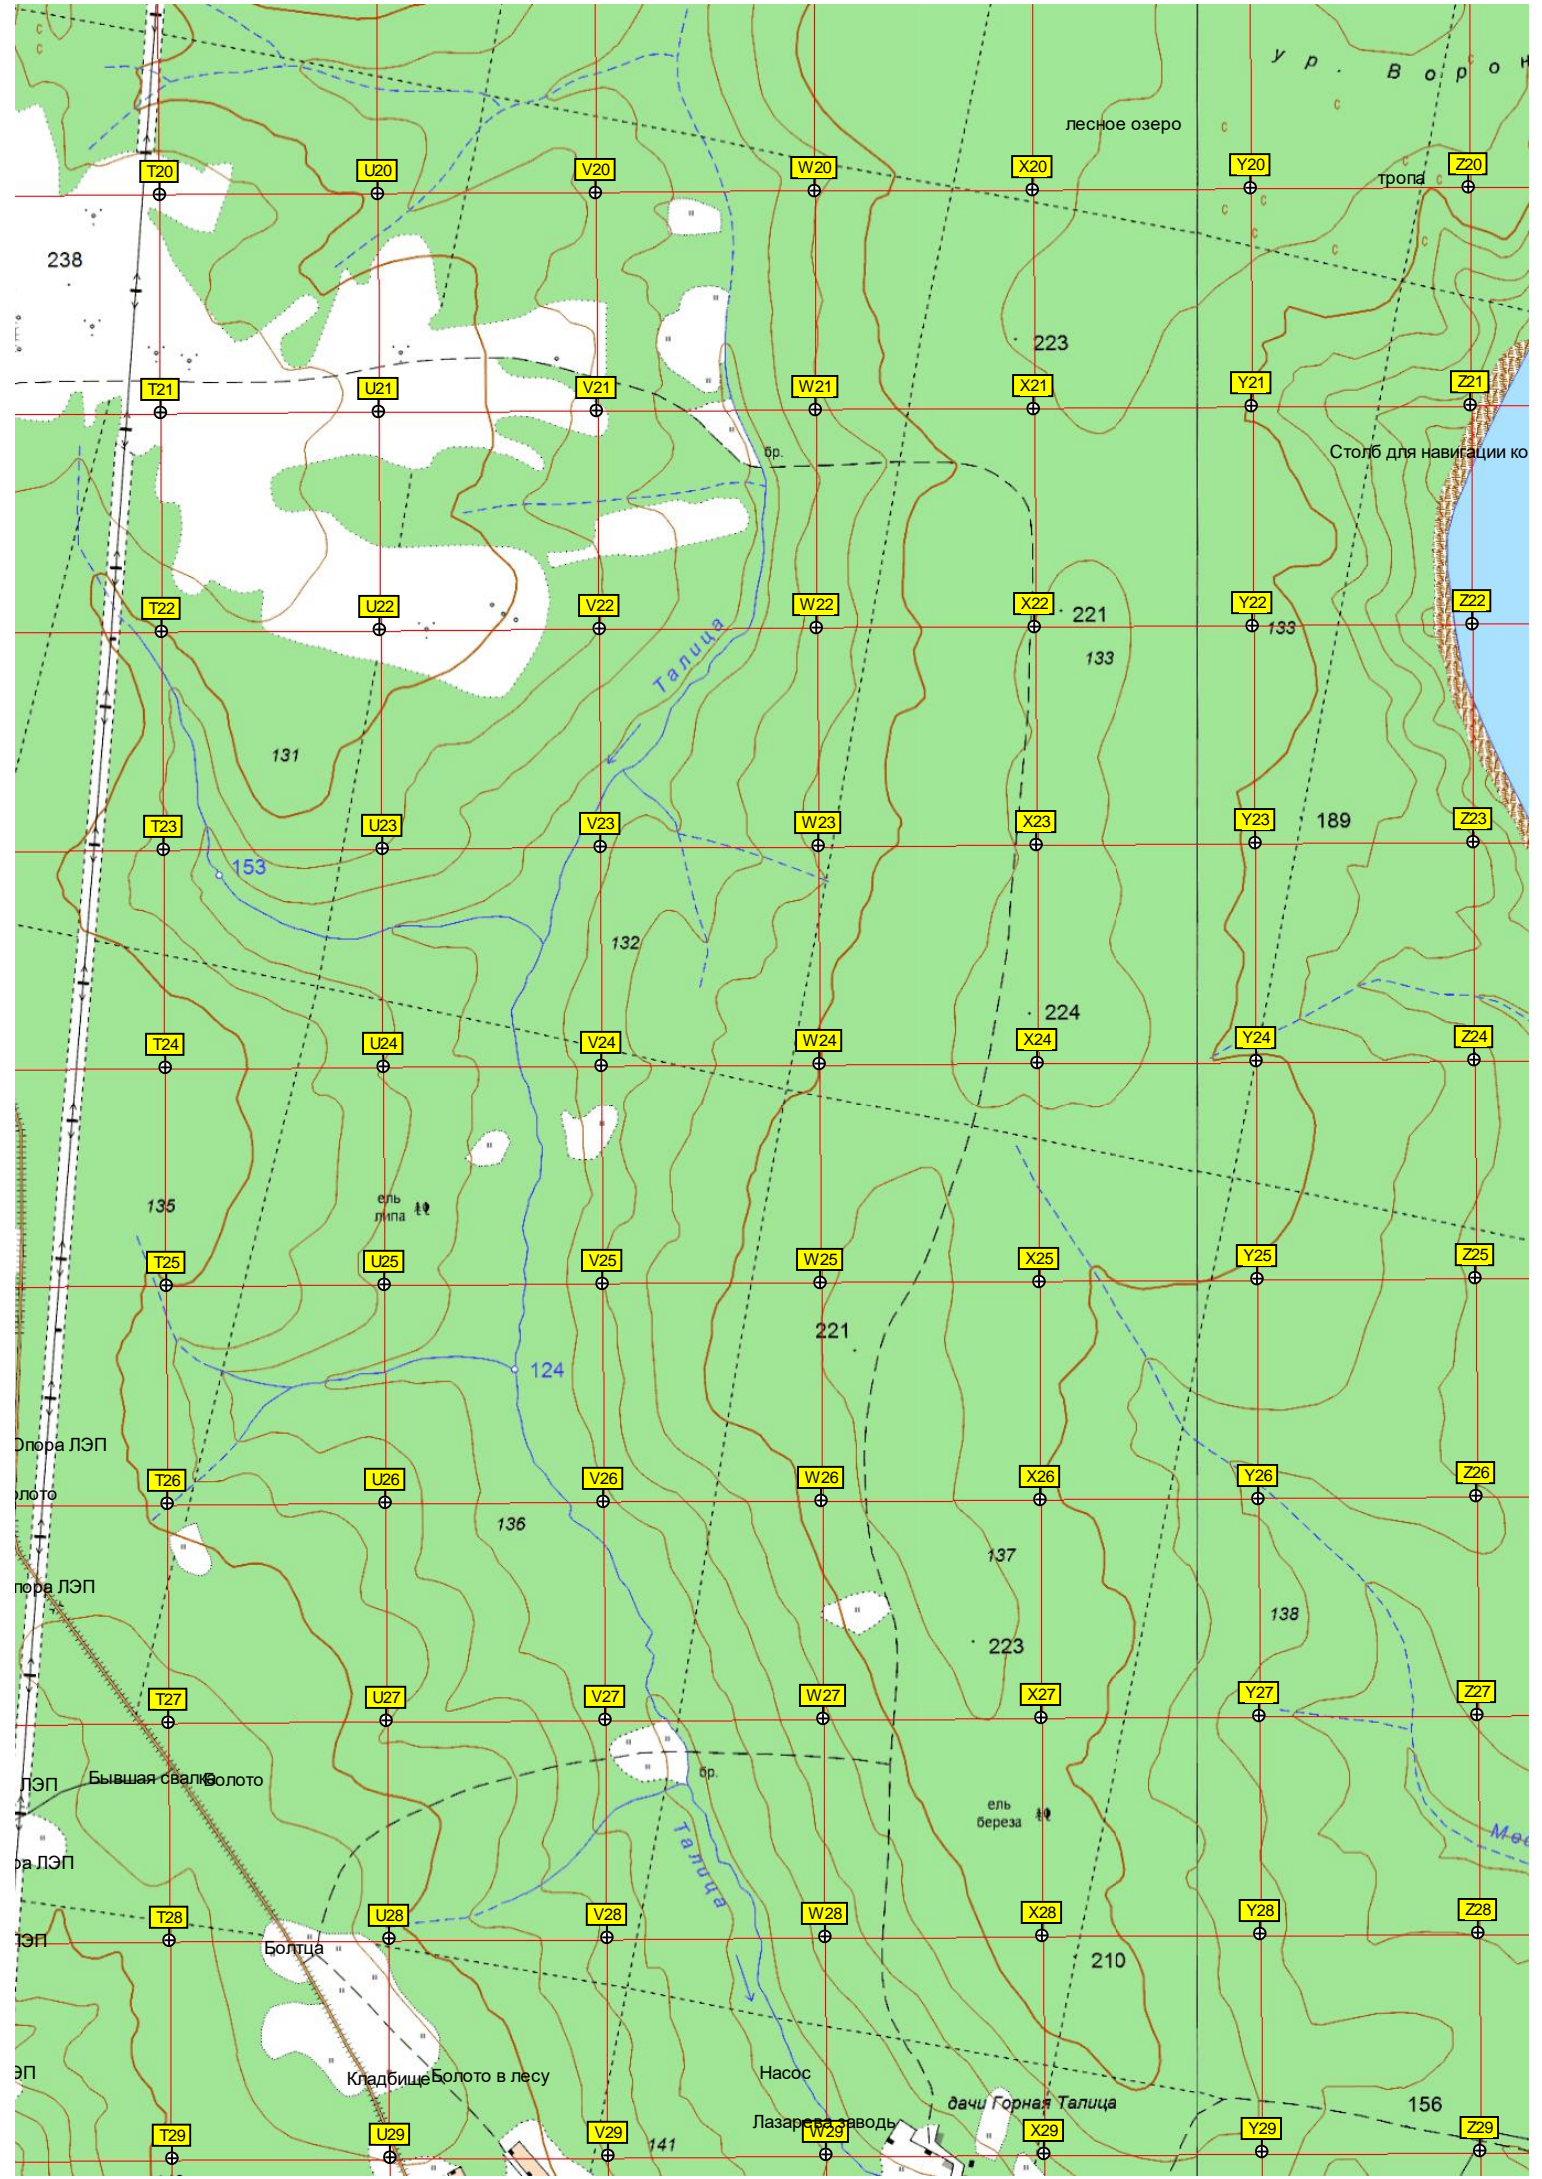 ур. Ворон
лесное озеро
T20 U20 V20 W20 X20 Y20 Z20
тропа
238
223
T21 U21 V21 W21 X21 Y21 Z21
бр.
Столб для навигации ко
T22 U22 V22 W22 X22 Y22 Z22
221
133
133
Талица
131
T23 U23 V23 W23 X23 Y23 Z23
189
153
132
224
T24 U24 V24 W24 X24 Y24 Z24
135
ель
липа
T25 U25 V25 W25 X25 Y25 Z25
221
124
Опора ЛЭП
T26 U26 V26 W26 X26 Y26 Z26
олото
136
137
пора ЛЭП
138
223
T27 U27 V27 W27 X27 Y27 Z27
бр.
ЛЭП
Бывшая свалка
Болото
ель
береза
Мос
Талица
ра ЛЭП
T28 U28 V28 W28 X28 Y28 Z28
ЛЭП
Болтца
210
ЭП
Кладбище
Болото в лесу
Насос
дачи Горная Талица
156
Лазарева заводь
T29 U29 V29 W29 X29 Y29 Z29
141